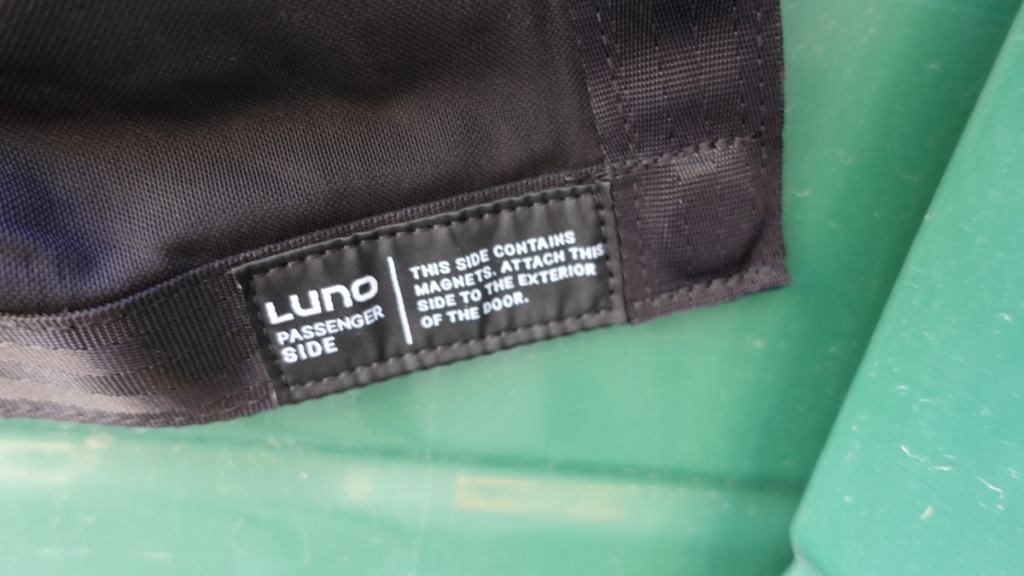 Luno
PASSENGER
SIDE
THIS SIDE CONTAINS
MAGNETS. ATTACH THIS
SIDE TO THE EXTERIOR
OF THE DOOR.